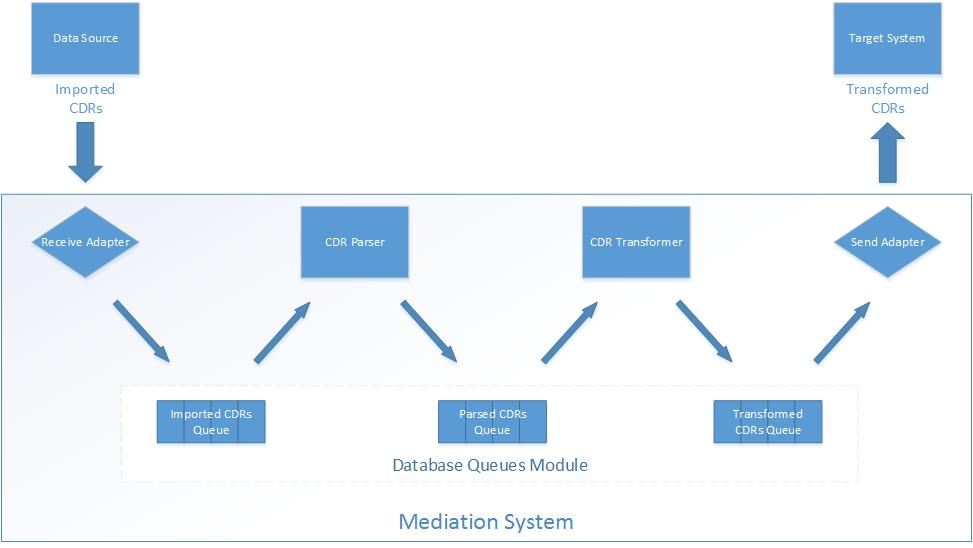 Data Source
Target System
Imported
CDRs
Transformed
CDRs
Receive Adapter
CDR Parser
CDR Transformer
Send Adapter
Imported CDRs
Queue
Parsed CDRs
Queue
Transformed
CDRs Queue
Database Queues Module
Mediation System